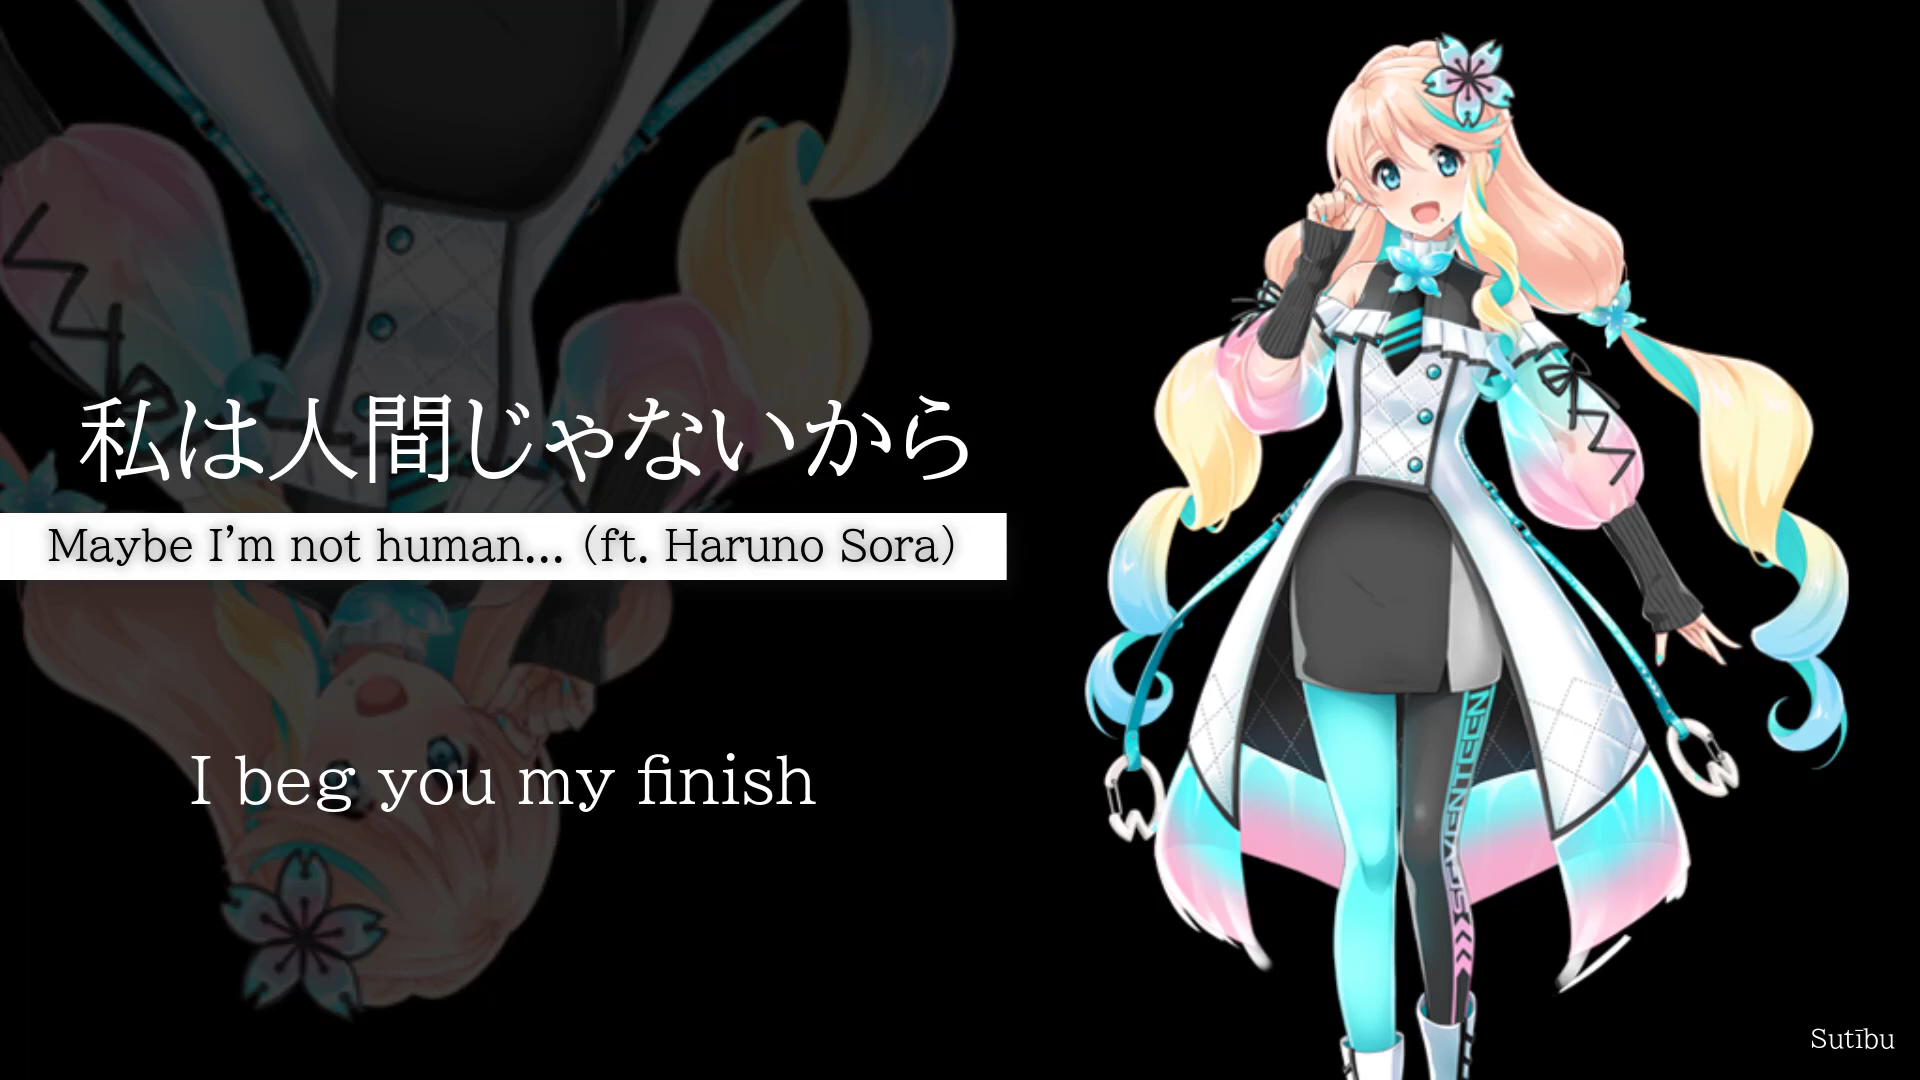 私は人間じゃないから
Maybe I'm not human... (ft. Haruno Sora)
I beg you my finish
SEVENTEEN
Sutību